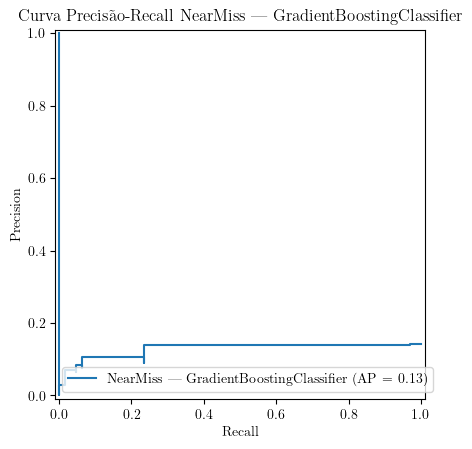 Curva Precisão-Recall NearMiss — GradientBoostingClassifier
1.0
0.8
0.6
0.4
0.2
0.0
Precision
NearMiss — GradientBoostingClassifier (AP = 0.13)
0.0 0.2 0.4 0.6 0.8 1.0
Recall